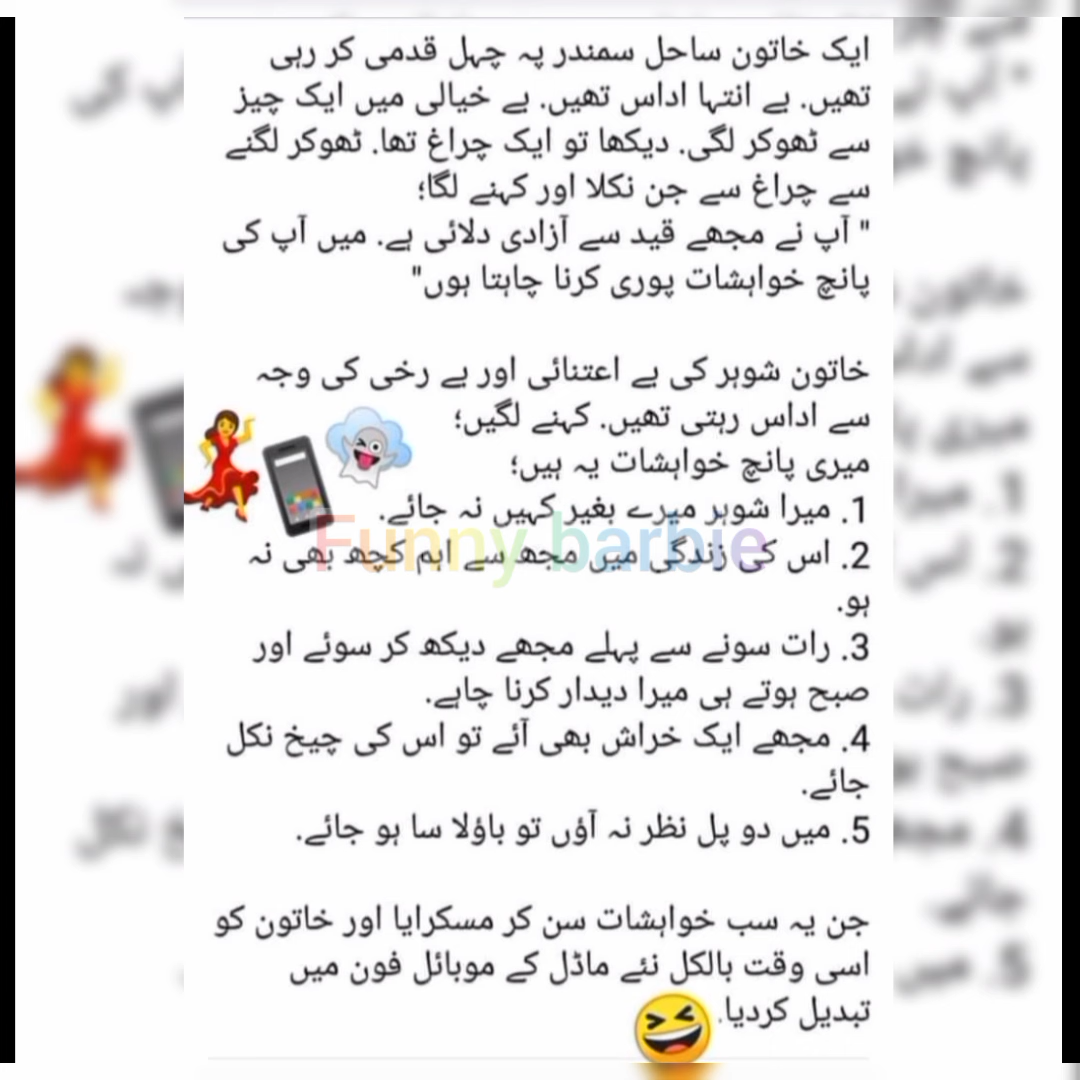 ایک خاتون ساحل سمندر پہ چہل قدمی کر رہی
تھیں. بے انتہا اداس تھیں. بے خیالی میں ایک چیز
سے ٹھوکر لگی. دیکھا تو ایک چراغ تھا. ٹھوکر لگنے
سے چراغ سے جن نکلا اور کہنے لگا؛
" آپ نے مجھے قید سے آزادی دلائی ہے. میں آپ کی
پانچ خواہشات پوری کرنا چاہتا ہوں"
خاتون شوہر کی بے اعتنائی اور بے رخی کی وجہ
سے اداس رہتی تھیں. کہنے لگیں؛
میری پانچ خواہشات یہ ہیں؛
1. میرا شوہر میرے بغیر کہیں نہ جائے.
Funny barbie
2. اس کی زندگی میں مجھ سے اہم کچھ بھی نہ
ہو.
3. رات سونے سے پہلے مجھے دیکھ کر سوئے اور
صبح ہوتے ہی میرا دیدار کرنا چاہے.
4. مجھے ایک خراش بھی آئے تو اس کی چیخ نکل
جائے.
5. میں دو پل نظر نہ آؤں تو باؤلا سا ہو جائے.
جن یہ سب خواہشات سن کر مسکرایا اور خاتون کو
اسی وقت بالکل نئے ماڈل کے موبائل فون میں
تبدیل کردیا.